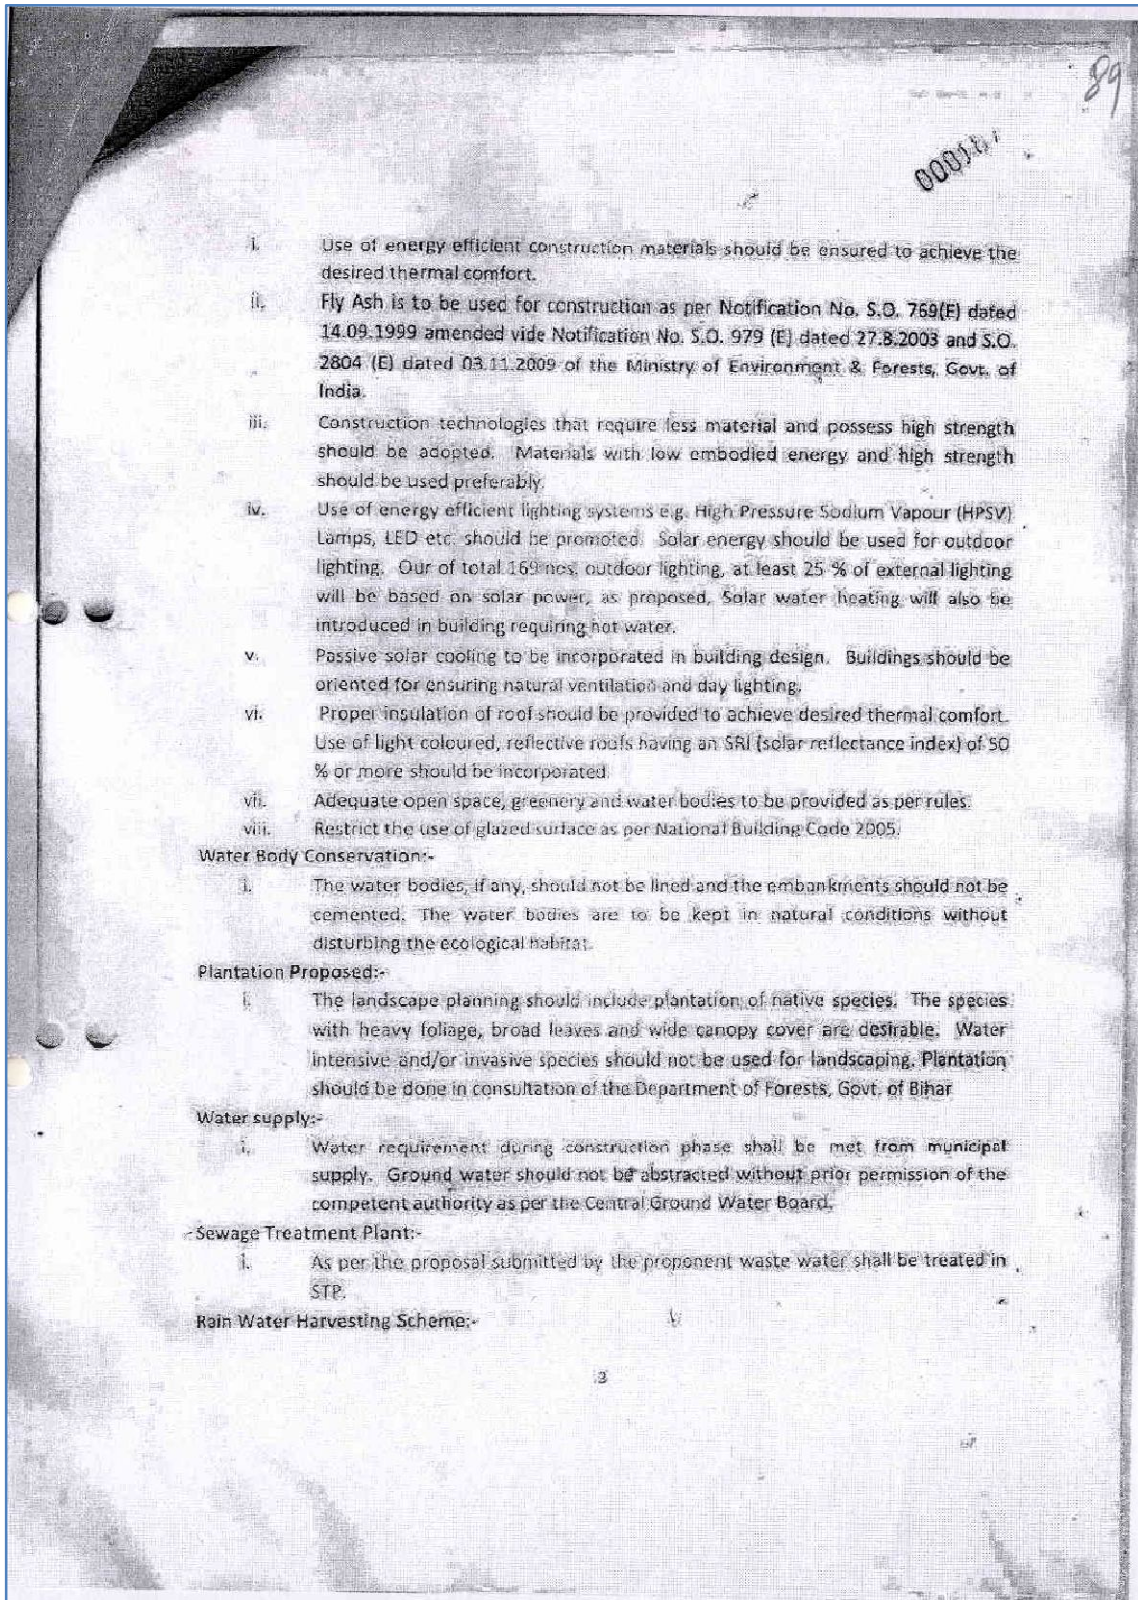 89
i. Use of energy efficient construction materials should be ensured to achieve the
desired thermal comfort.
ii. Fly Ash is to be used for construction as per Notification No. S.O. 769(E) dated
14.09.1999 amended vide Notification No. S.O. 979 (E) dated 27.8.2003 and S.O.
2804 (E) dated 03.11.2009 of the Ministry of Environment & Forests, Govt. of
India.
iii. Construction technologies that require less material and possess high strength
should be adopted. Materials with low embodied energy and high strength
should be used preferably.
iv. Use of energy efficient lighting systems e.g. High Pressure Sodium Vapour (HPSV)
Lamps, LED etc. should be promoted. Solar energy should be used for outdoor
lighting. Our of total 169 nos. outdoor lighting, at least 25 % of external lighting
will be based on solar power, as proposed, Solar water heating will also be
introduced in building requiring hot water.
v. Passive solar cooling to be incorporated in building design. Buildings should be
oriented for ensuring natural ventilation and day lighting.
vi. Proper insulation of roof should be provided to achieve desired thermal comfort.
Use of light coloured, reflective roofs having an SRI (solar reflectance index) of 50
% or more should be incorporated.
vii. Adequate open space, greenery and water bodies to be provided as per rules.
viii. Restrict the use of glazed surface as per National Building Code 2005.
Water Body Conservation:-
i. The water bodies, if any, should not be lined and the embankments should not be
cemented. The water bodies are to be kept in natural conditions without
disturbing the ecological habitat.
Plantation Proposed:-
i. The landscape planning should include plantation of native species. The species
with heavy foliage, broad leaves and wide canopy cover are desirable. Water
intensive and/or invasive species should not be used for landscaping. Plantation
should be done in consultation of the Department of Forests, Govt. of Bihar
Water supply:-
i. Water requirement during construction phase shall be met from municipal
supply. Ground water should not be abstracted without prior permission of the
competent authority as per the Central Ground Water Board.
Sewage Treatment Plant:-
i. As per the proposal submitted by the proponent waste water shall be treated in
STP.
Rain Water Harvesting Scheme:-
3